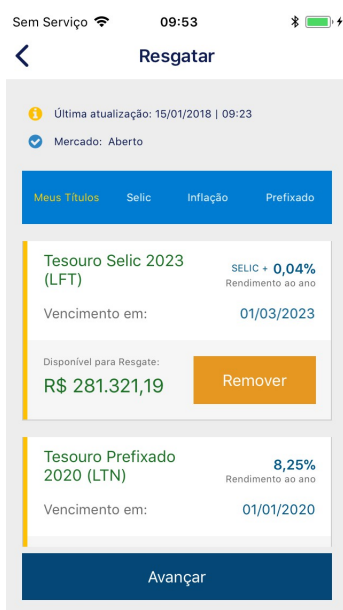 Sem Serviço 09:53
Resgatar
Última atualização: 15/01/2018 | 09:23
Mercado: Aberto
Meus Títulos Selic Inflação Prefixado
Tesouro Selic 2023
(LFT)
SELIC + 0,04%
Rendimento ao ano
Vencimento em: 01/03/2023
Disponível para Resgate:
R$ 281.321,19
Remover
Tesouro Prefixado
2020 (LTN)
8,25%
Rendimento ao ano
Vencimento em: 01/01/2020
Avançar